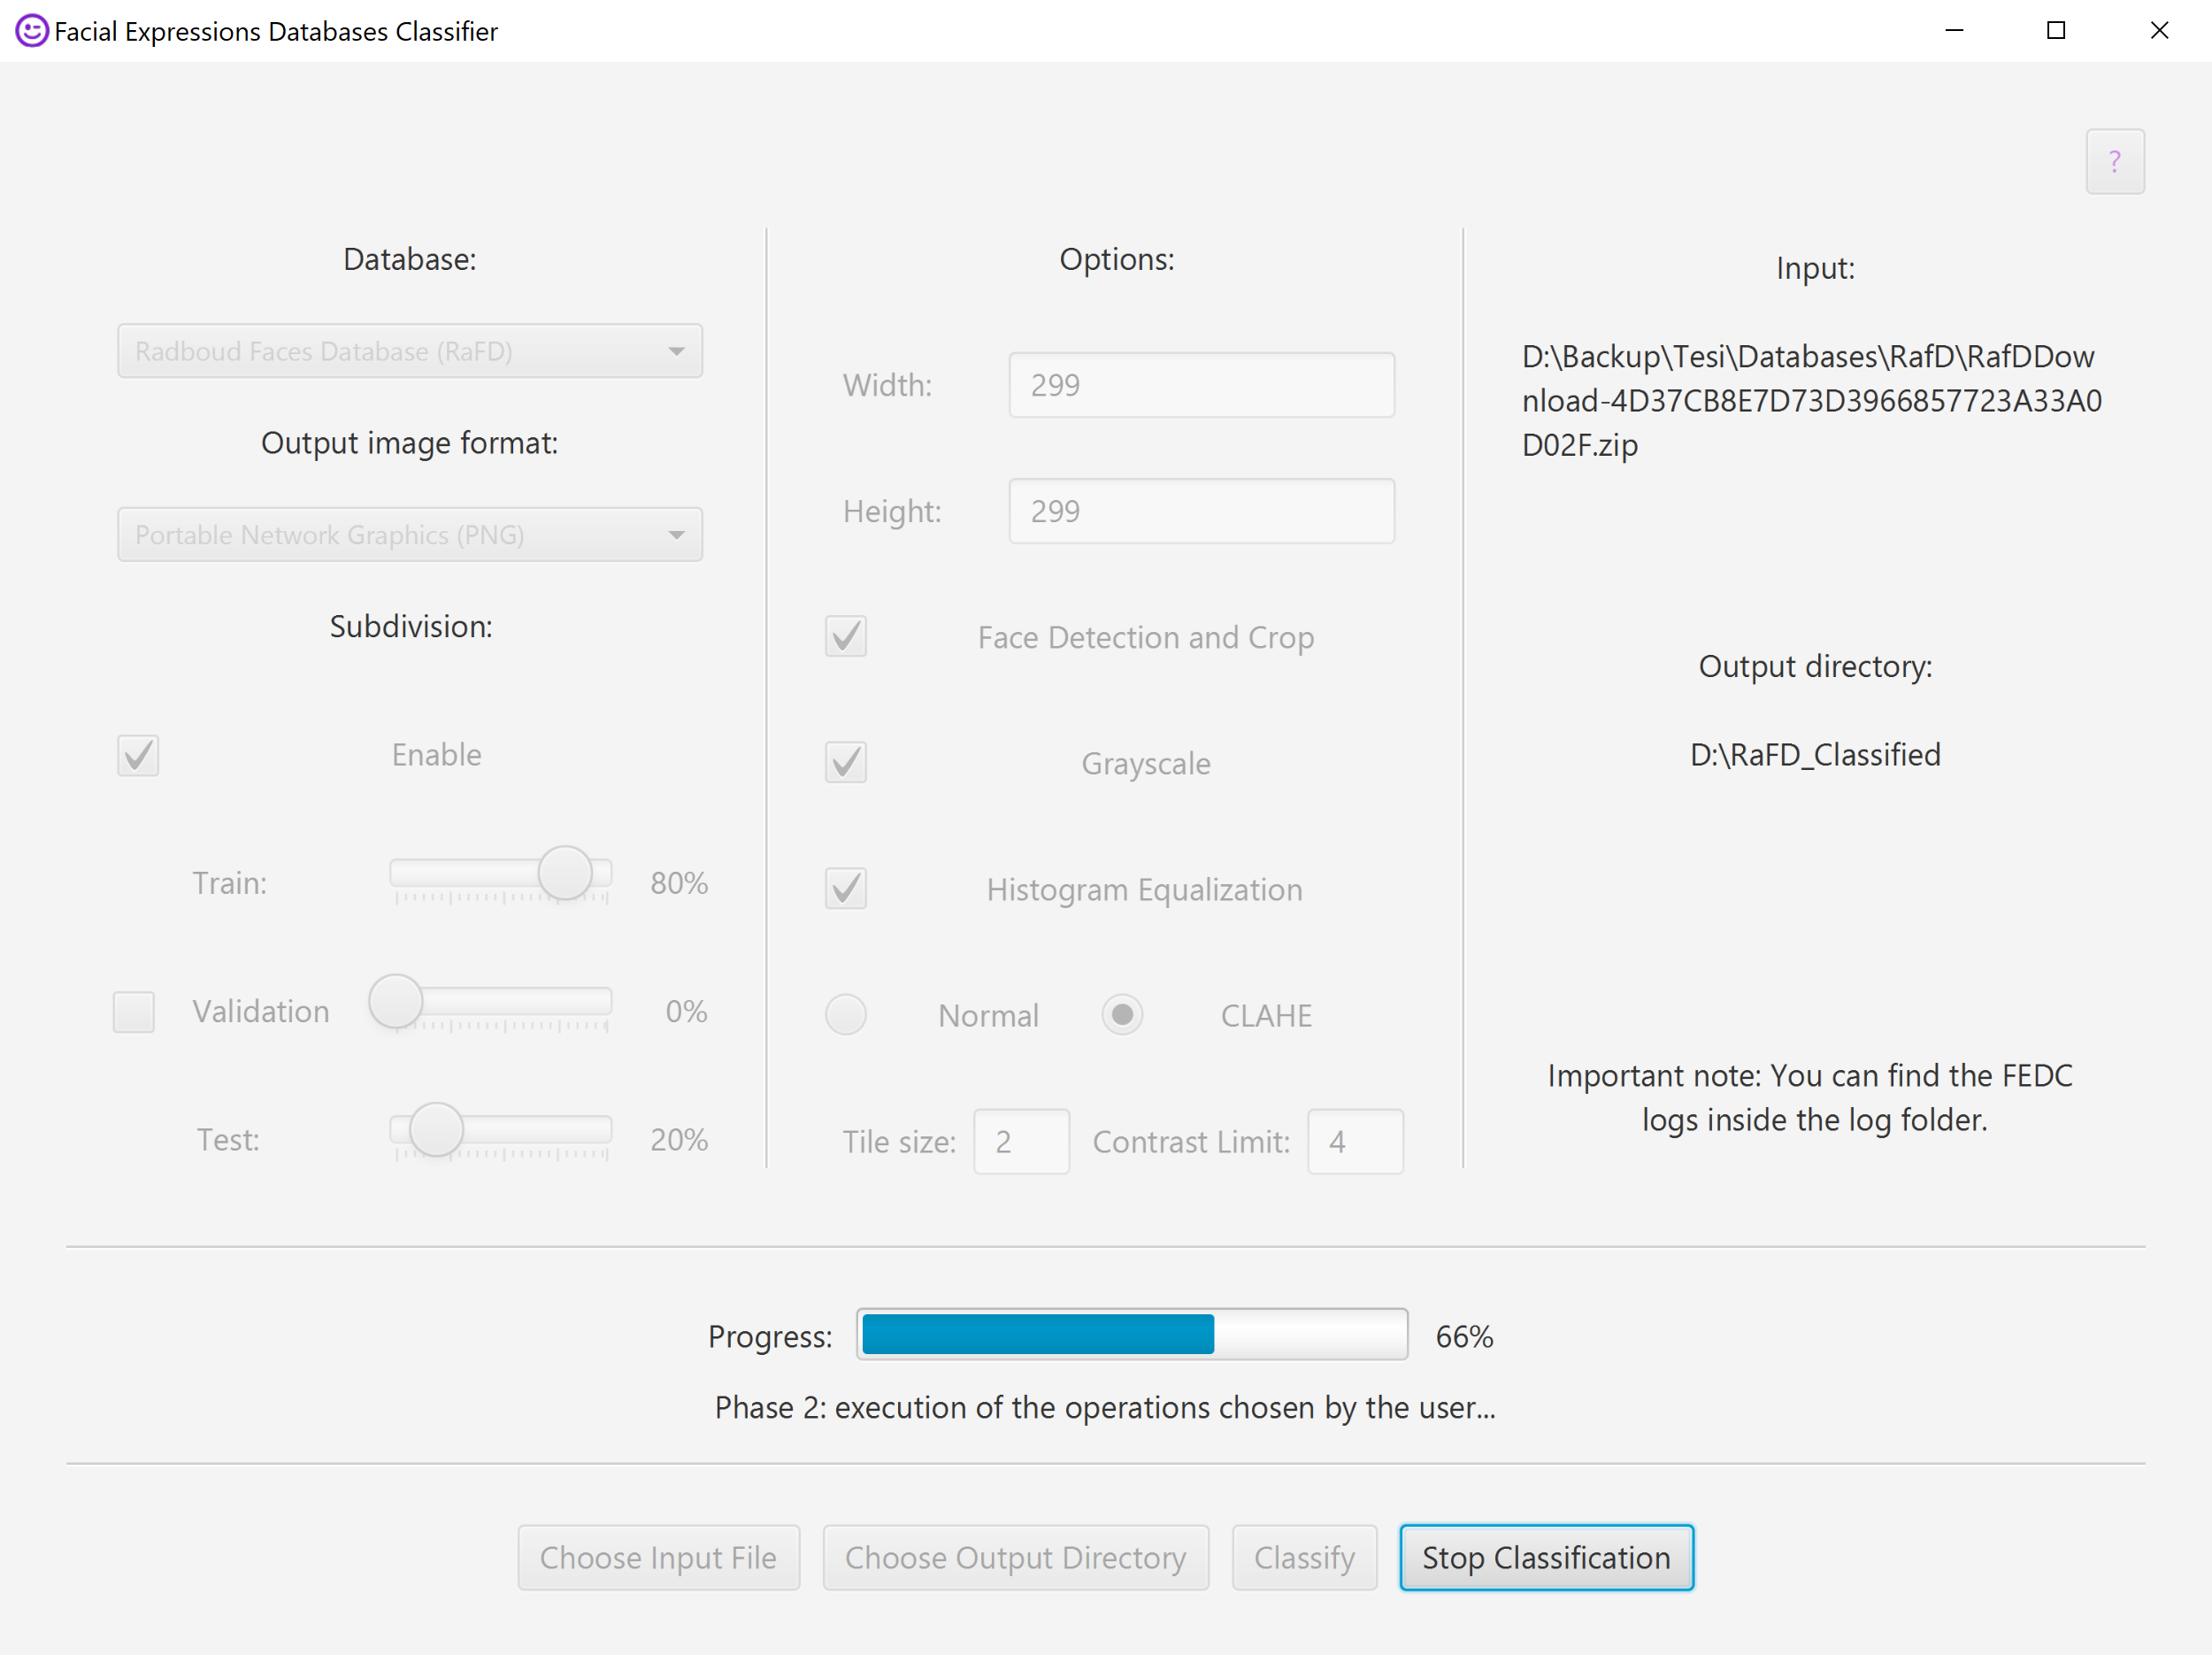 Facial Expressions Databases Classifier
?
Database:
Radboud Faces Database (RaFD)
Output image format:
Portable Network Graphics (PNG)
Subdivision:
Enable
Train:
80%
Validation
0%
Test:
20%
Options:
Width:
299
Height:
299
Face Detection and Crop
Grayscale
Histogram Equalization
Normal
CLAHE
Tile size:
2
Contrast Limit:
4
Input:
D:\Backup\Tesi\Databases\RafD\RafDDow
nload-4D37CB8E7D73D3966857723A33A0
D02F.zip
Output directory:
D:\RaFD_Classified
Important note: You can find the FEDC
logs inside the log folder.
Progress:
66%
Phase 2: execution of the operations chosen by the user...
Choose Input File
Choose Output Directory
Classify
Stop Classification